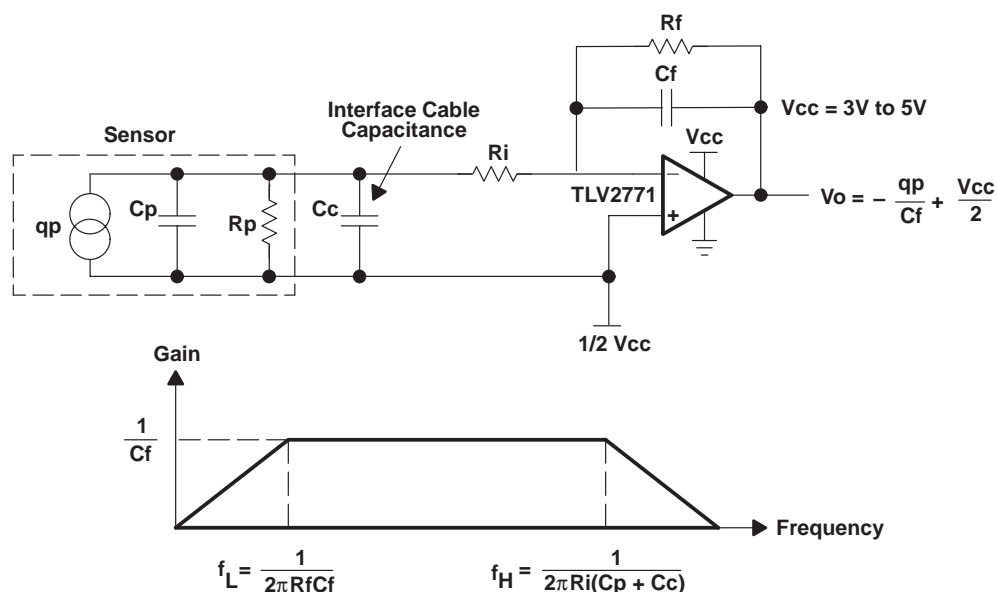 Rf
Cf
Vcc = 3V to 5V
Interface Cable
Capacitance
Sensor
Vcc
Ri
TLV2771
−
+
Vo = − qp/Cf + Vcc/2
qp
Cp
Rp
Cc
1/2 Vcc
Gain
1/Cf
Frequency
fL = 1/2πRfCf
fH = 1/2πRi(Cp + Cc)